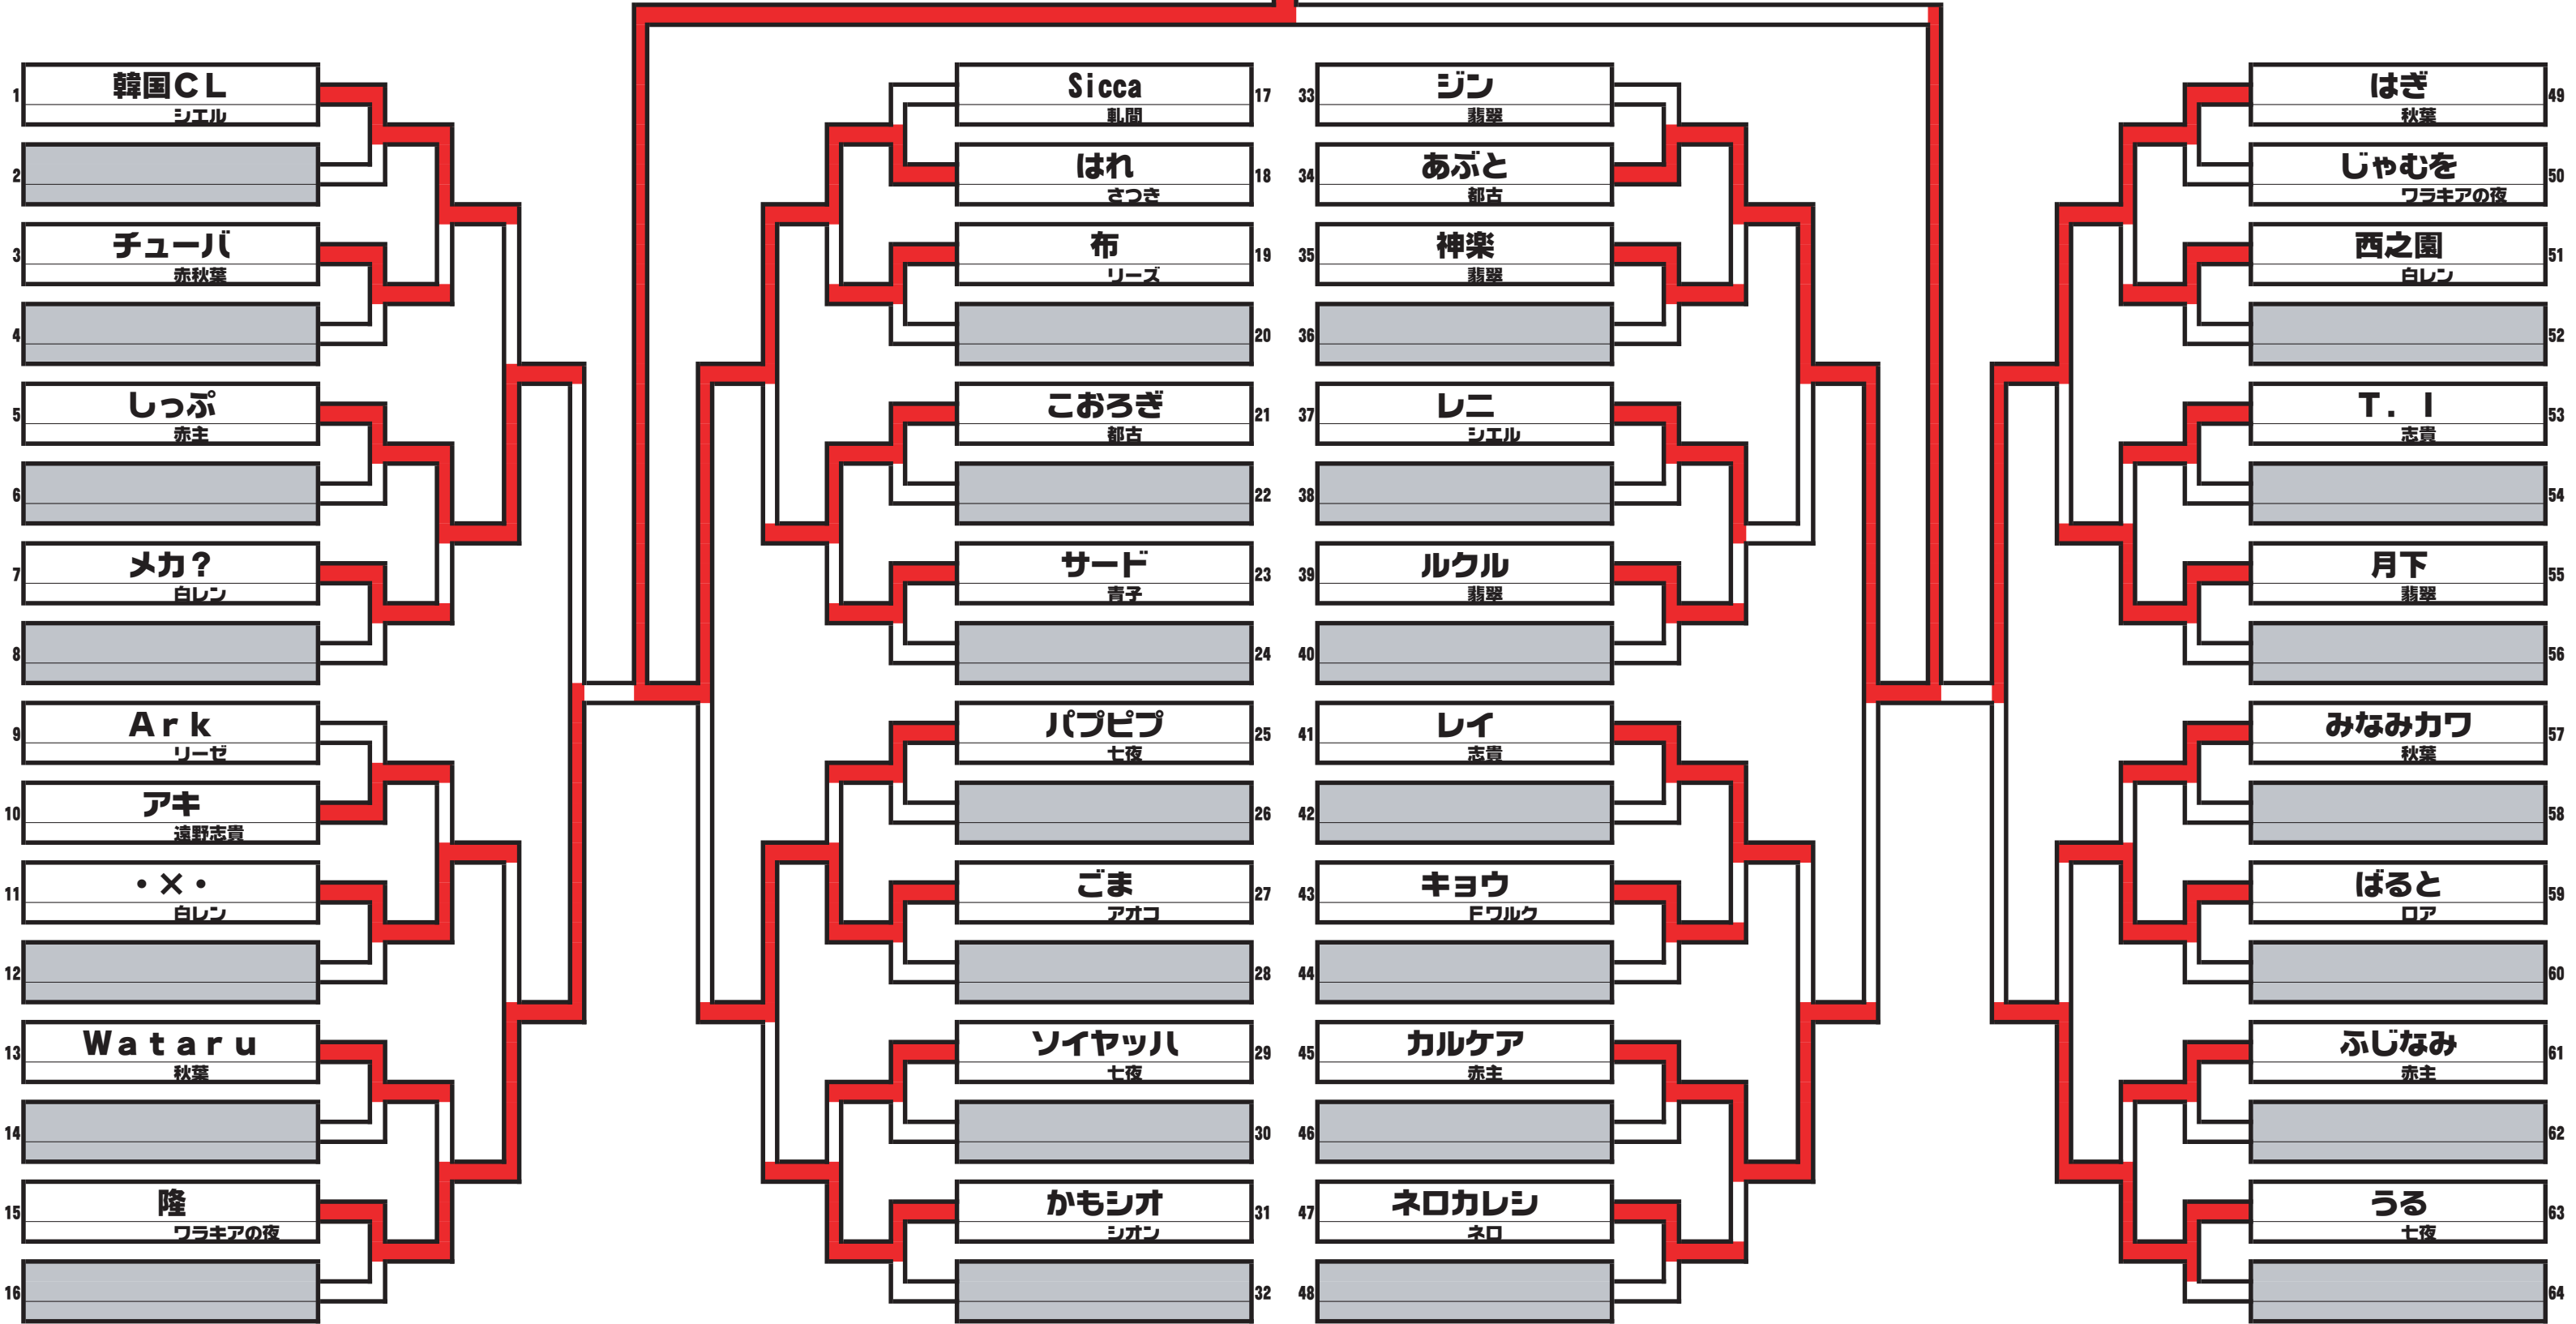 1
韓国CL
シエル
2
3
チューバ
赤秋葉
4
5
しっぷ
赤主
6
7
メカ？
白レン
8
9
Ark
リーゼ
10
アキ
遠野志貴
11
・×・
白レン
12
13
Wataru
秋葉
14
15
隆
ワラキアの夜
16
Sicca
軋間
17
はれ
さつき
18
布
リーズ
19
20
こおろぎ
都古
21
22
サード
青子
23
24
パプピプ
七夜
25
26
ごま
アオコ
27
28
ソイヤッハ
七夜
29
30
かもシオ
シオン
31
32
33
ジン
翡翠
34
あぶと
都古
35
神楽
翡翠
36
37
レニ
シエル
38
39
ルクル
翡翠
40
41
レイ
志貴
42
43
キョウ
Fワルク
44
45
カルケア
赤主
46
47
ネロカレシ
ネロ
48
はぎ
秋葉
49
じゃむを
ワラキアの夜
50
西之園
白レン
51
52
T．I
志貴
53
54
月下
翡翠
55
56
みなみカワ
秋葉
57
58
ばると
ロア
59
60
ふじなみ
赤主
61
62
うる
七夜
63
64